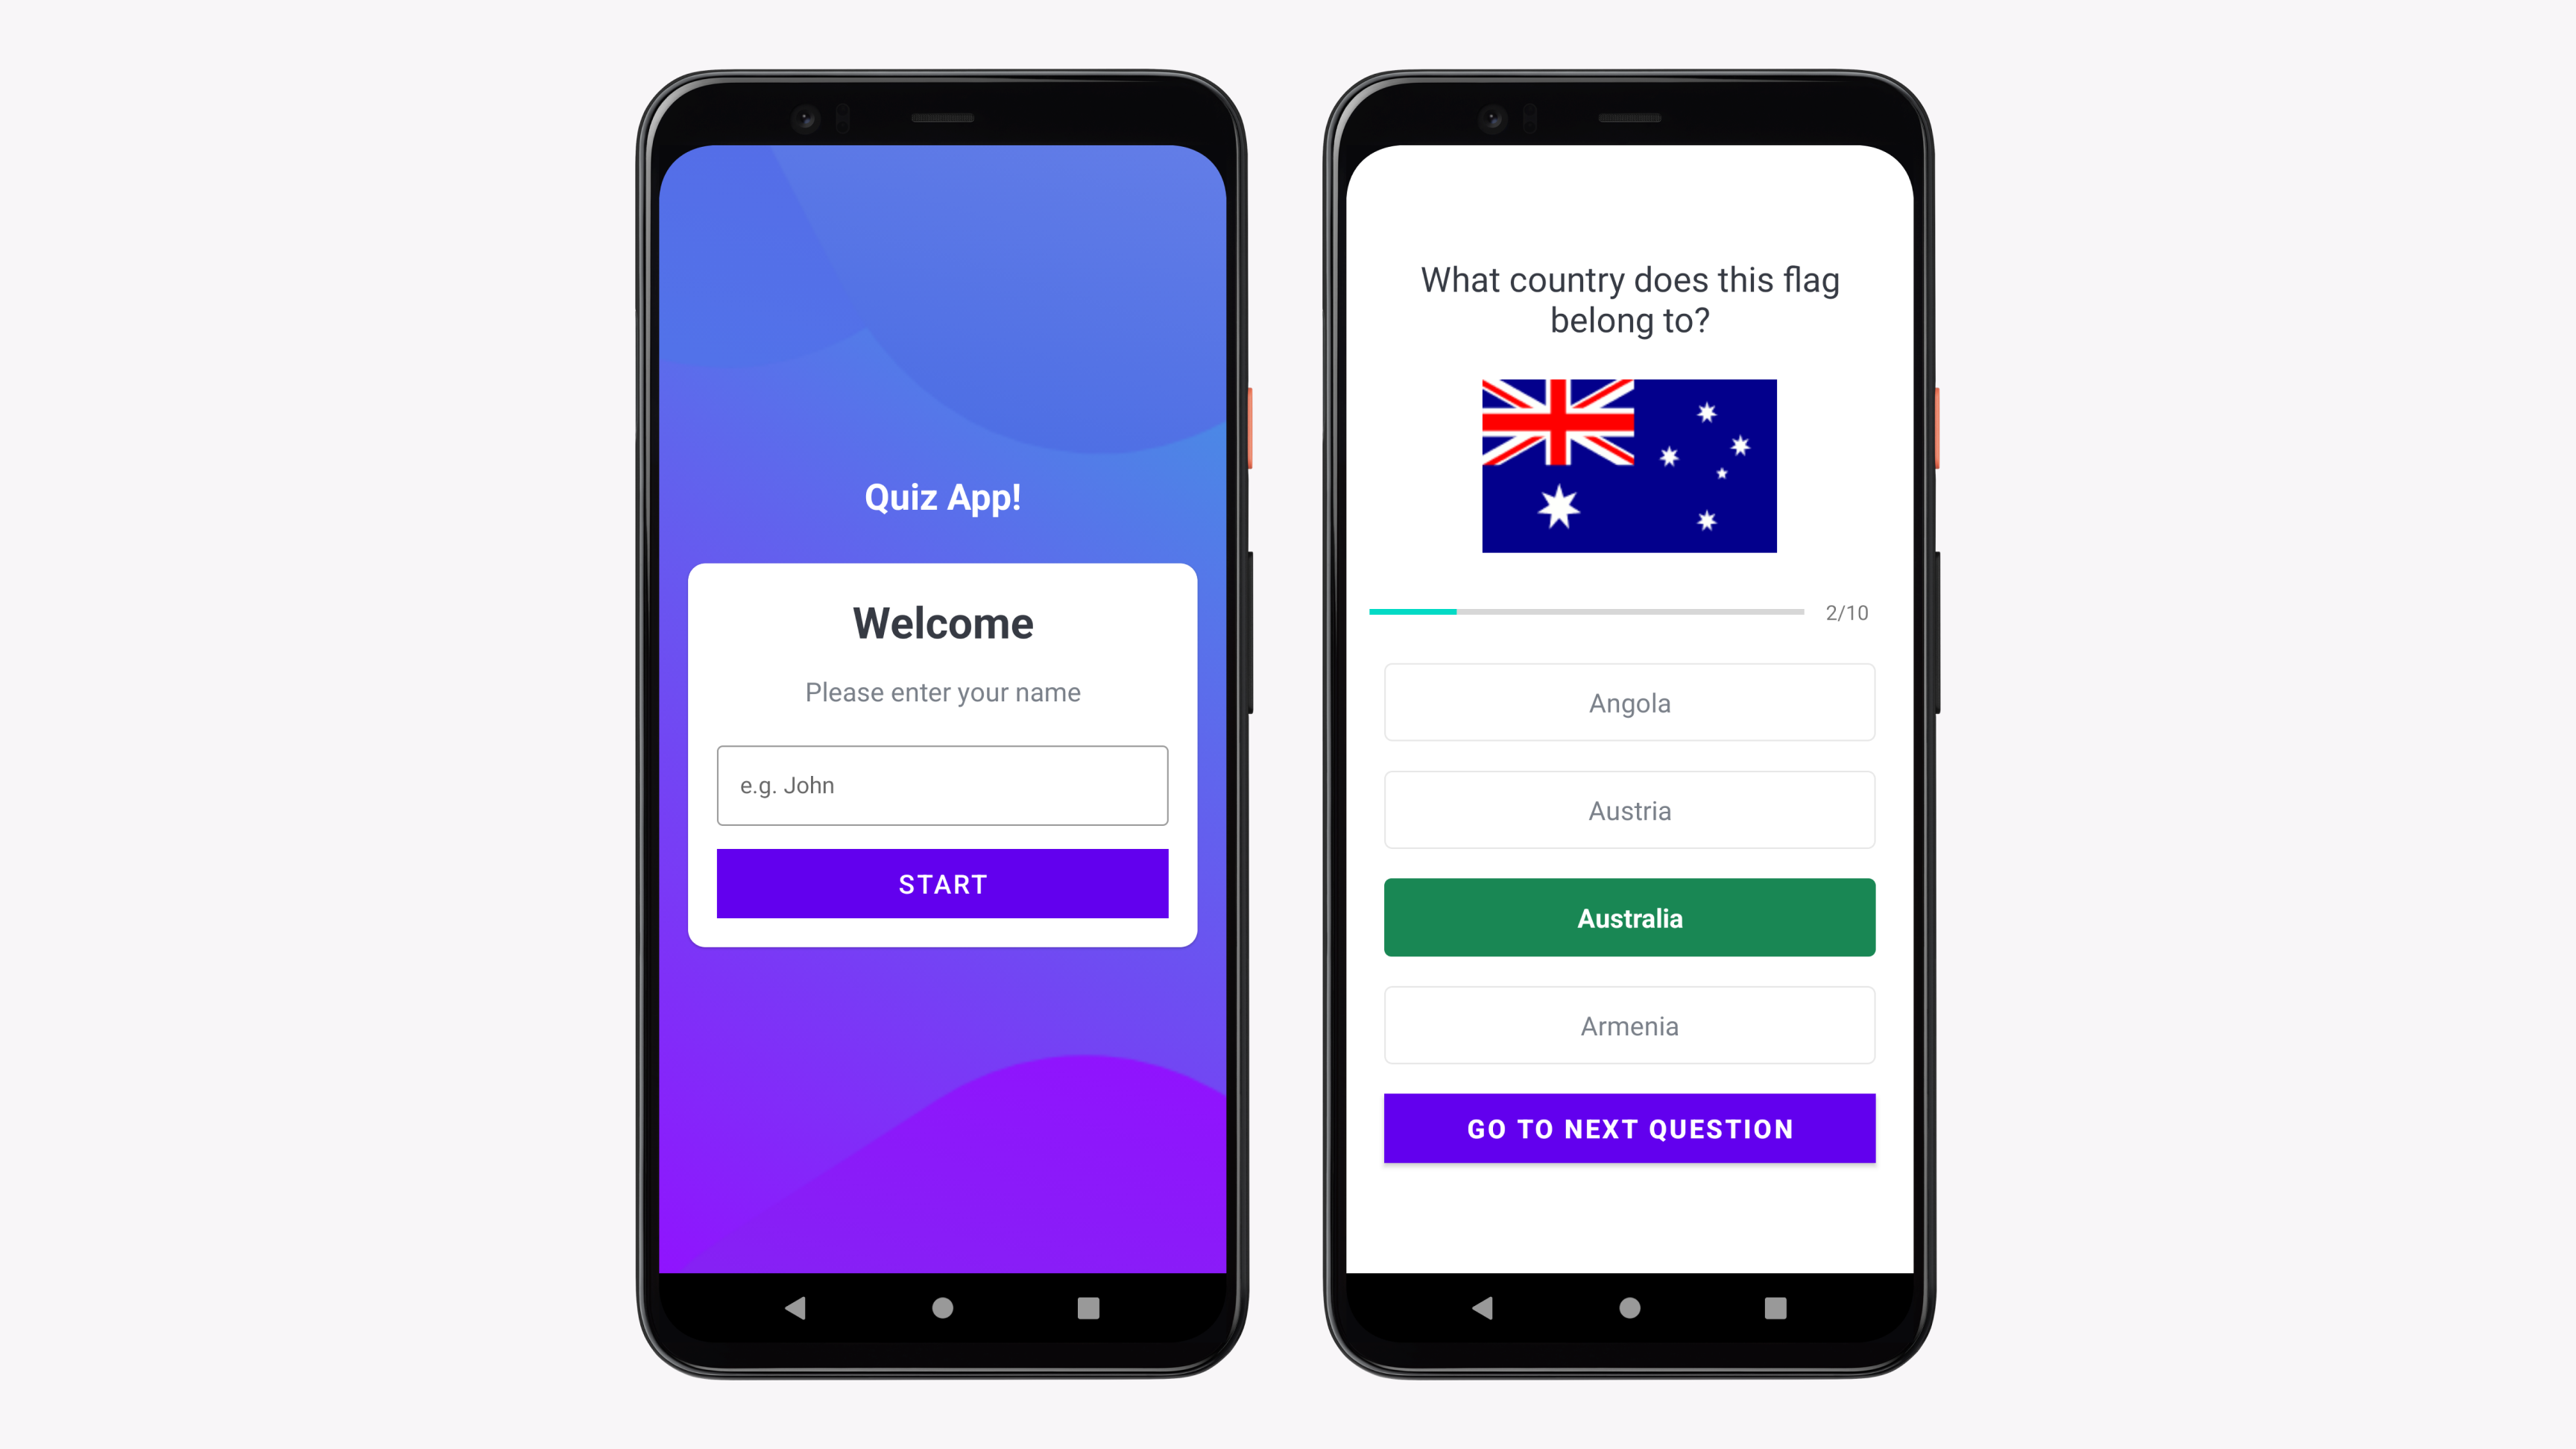 Quiz App!
Welcome
Please enter your name
e.g. John
START
What country does this flag
belong to?
2/10
Angola
Austria
Australia
Armenia
GO TO NEXT QUESTION